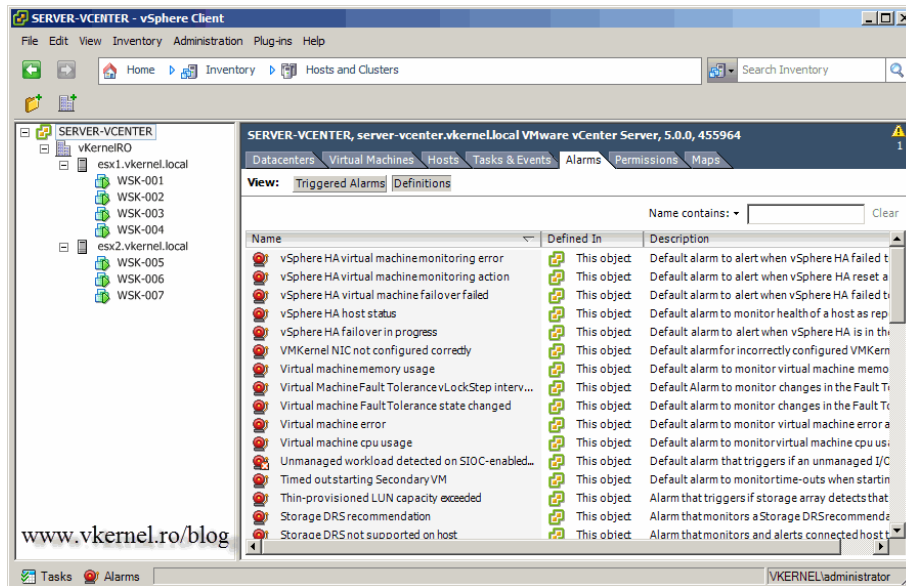 SERVER-VCENTER - vSphere Client
File Edit View Inventory Administration Plug-ins Help
Home Inventory Hosts and Clusters Search Inventory
SERVER-VCENTER
vKernelRO
esx1.vkernel.local
WSK-001
WSK-002
WSK-003
WSK-004
esx2.vkernel.local
WSK-005
WSK-006
WSK-007
www.vkernel.ro/blog
SERVER-VCENTER, server-vcenter.vkernel.local VMware vCenter Server, 5.0.0, 455964
1
Datacenters Virtual Machines Hosts Tasks & Events Alarms Permissions Maps
View: Triggered Alarms Definitions
Name contains: Clear
Name Defined In Description
vSphere HA virtual machine monitoring error This object Default alarm to alert when vSphere HA failed t
vSphere HA virtual machine monitoring action This object Default alarm to alert when vSphere HA reset a
vSphere HA virtual machine failover failed This object Default alarm to alert when vSphere HA failed t
vSphere HA host status This object Default alarm to monitor health of a host as rep
vSphere HA failover in progress This object Default alarm to alert when vSphere HA is in the
VMKernel NIC not configured correctly This object Default alarm for incorrectly configured VMKern
Virtual machine memory usage This object Default alarm to monitor virtual machine memo
Virtual Machine Fault Tolerance vLockStep interv... This object Default Alarm to monitor changes in the Fault T
Virtual machine Fault Tolerance state changed This object Default alarm to monitor changes in the Fault T
Virtual machine error This object Default alarm to monitor virtual machine error a
Virtual machine cpu usage This object Default alarm to monitor virtual machine cpu us
Unmanaged workload detected on SIOC-enabled... This object Default alarm that triggers if an unmanaged I/O
Timed out starting Secondary VM This object Default alarm to monitor time-outs when startin
Thin-provisioned LUN capacity exceeded This object Alarm that triggers if storage array detects that
Storage DRS recommendation This object Alarm that monitors a Storage DRS recommenda
Storage DRS not supported on host This object Alarm that monitors and alerts connected host t
Tasks Alarms VKERNEL\administrator